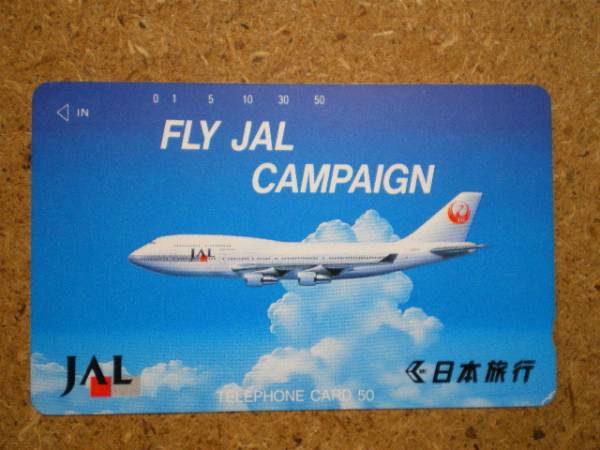 ◁ IN
0 1 5 10 30 50
FLY JAL
CAMPAIGN
JAL
JAL
日本旅行
TELEPHONE CARD 50